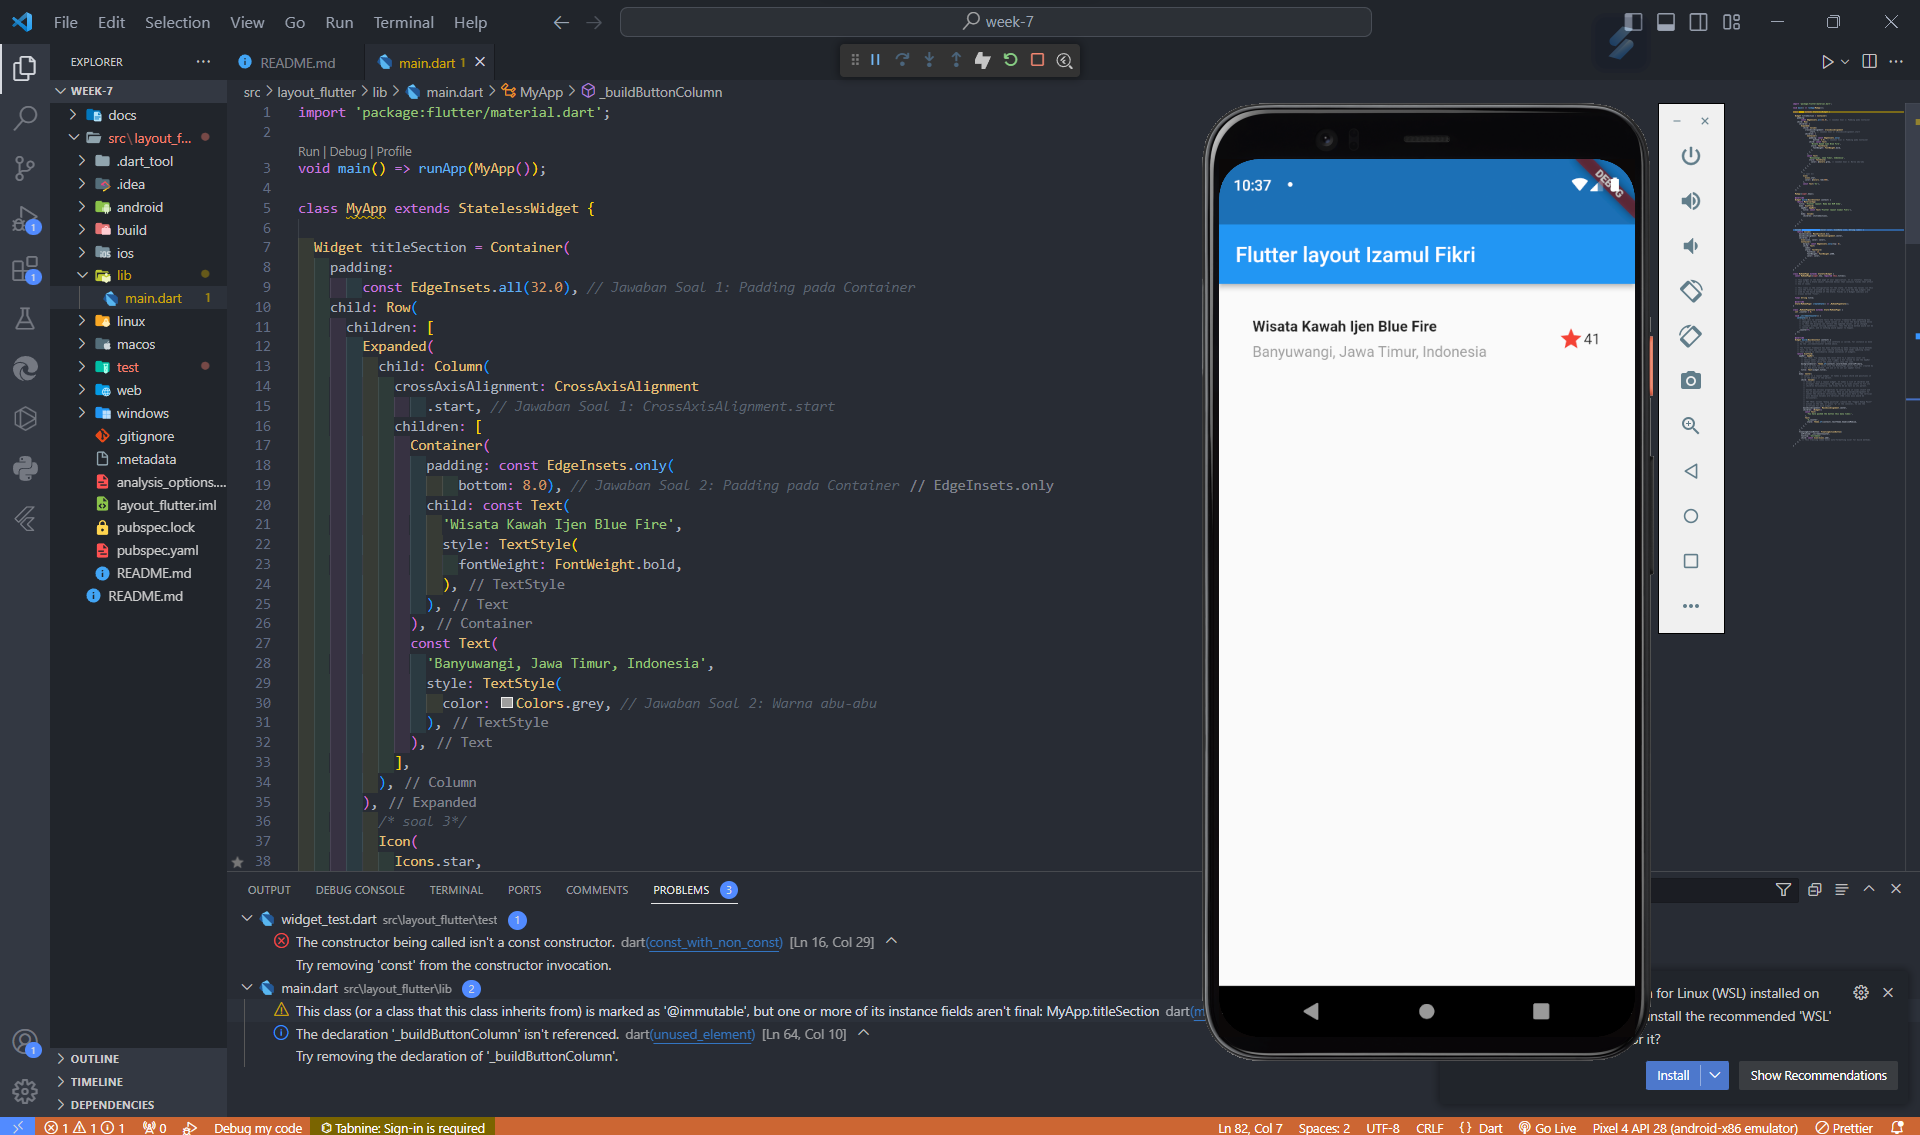 File Edit Selection View Go Run Terminal Help
week-7
EXPLORER
README.md
main.dart 1
WEEK-7
docs
src\layout_f...
.dart_tool
.idea
android
build
ios
lib
main.dart 1
linux
macos
test
web
windows
.gitignore
.metadata
analysis_options....
layout_flutter.iml
pubspec.lock
pubspec.yaml
README.md
README.md
OUTLINE
TIMELINE
DEPENDENCIES
src > layout_flutter > lib > main.dart > MyApp > _buildButtonColumn
1 import 'package:flutter/material.dart';
2
Run | Debug | Profile
3 void main() => runApp(MyApp());
4
5 class MyApp extends StatelessWidget {
6
7 Widget titleSection = Container(
8 padding:
9 const EdgeInsets.all(32.0), // Jawaban Soal 1: Padding pada Container
10 child: Row(
11 children: [
12 Expanded(
13 child: Column(
14 crossAxisAlignment: CrossAxisAlignment
15 .start, // Jawaban Soal 1: CrossAxisAlignment.start
16 children: [
17 Container(
18 padding: const EdgeInsets.only(
19 bottom: 8.0), // Jawaban Soal 2: Padding pada Container // EdgeInsets.only
20 child: const Text(
21 'Wisata Kawah Ijen Blue Fire',
22 style: TextStyle(
23 fontWeight: FontWeight.bold,
24 ), // TextStyle
25 ), // Text
26 ), // Container
27 const Text(
28 'Banyuwangi, Jawa Timur, Indonesia',
29 style: TextStyle(
30 color: Colors.grey, // Jawaban Soal 2: Warna abu-abu
31 ), // TextStyle
32 ), // Text
33 ],
34 ), // Column
35 ), // Expanded
36 /* soal 3*/
37 Icon(
38 Icons.star,
10:37
DEBUG
Flutter layout Izamul Fikri
Wisata Kawah Ijen Blue Fire
Banyuwangi, Jawa Timur, Indonesia
41
OUTPUT DEBUG CONSOLE TERMINAL PORTS COMMENTS PROBLEMS 3
widget_test.dart src\layout_flutter\test 1
The constructor being called isn't a const constructor. dart(const_with_non_const) [Ln 16, Col 29]
Try removing 'const' from the constructor invocation.
main.dart src\layout_flutter\lib 2
This class (or a class that this class inherits from) is marked as '@immutable', but one or more of its instance fields aren't final: MyApp.titleSection dart(m
The declaration '_buildButtonColumn' isn't referenced. dart(unused_element) [Ln 64, Col 10]
Try removing the declaration of '_buildButtonColumn'.
for Linux (WSL) installed on
install the recommended 'WSL'
it?
Install
Show Recommendations
1 1 1 0 Debug my code Tabnine: Sign-in is required
Ln 82, Col 7 Spaces: 2 UTF-8 CRLF { } Dart Go Live Pixel 4 API 28 (android-x86 emulator) Prettier